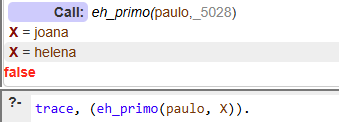 Call: eh_primo(paulo,_5028)
X = joana
X = helena
false
?- trace, (eh_primo(paulo, X)).